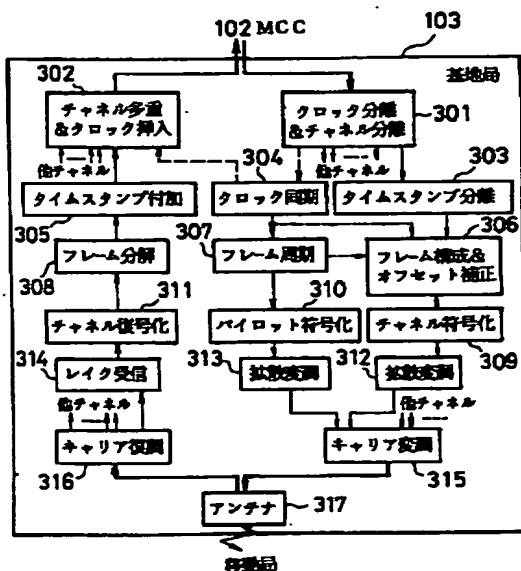 102 MCC
103
基地局
302
チャネル多重
&クロック挿入
クロック分離
&チャネル分離
301
他チャネル
304
他チャネル
303
タイムスタンプ付加
クロック同期
タイムスタンプ分離
305
307
306
フレーム分解
フレーム同期
フレーム構成&
オフセット補正
308
311
310
チャネル復号化
パイロット符号化
チャネル符号化
314
313
312
309
レイク受信
拡散変調
拡散変調
他チャネル
他チャネル
キャリア復調
キャリア変調
316
315
アンテナ
317
移動局